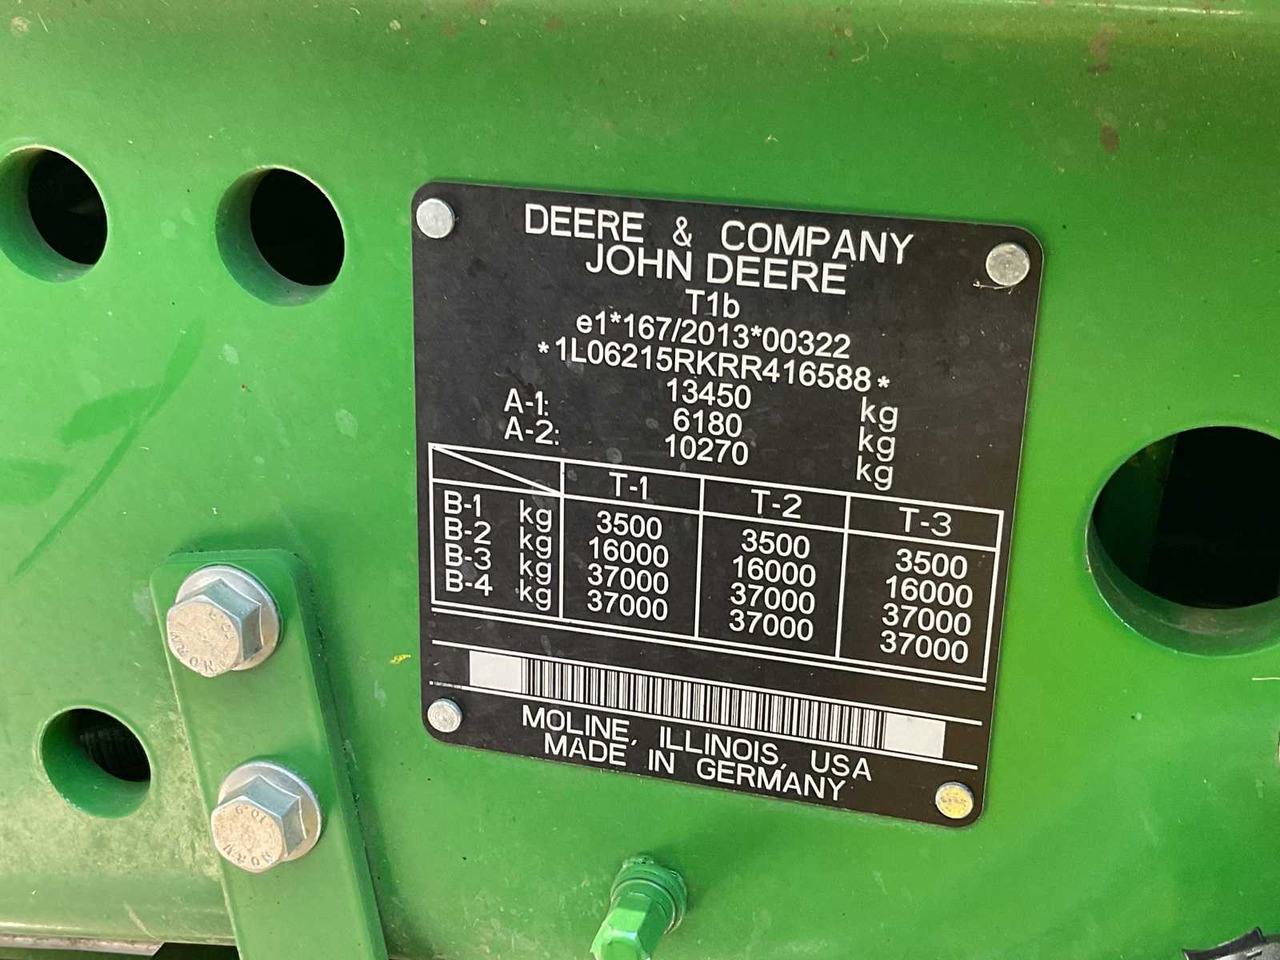 DEERE & COMPANY
JOHN DEERE
T1b
e1*167/2013*00322
*1L06215RKRR416588*
13450 kg
A-1: 6180 kg
A-2: 10270 kg
T-1 T-2 T-3
B-1 kg 3500 3500 3500
B-2 kg 16000 16000 16000
B-3 kg 37000 37000 37000
B-4 kg 37000 37000 37000
MOLINE, ILLINOIS, USA
MADE IN GERMANY
10.9